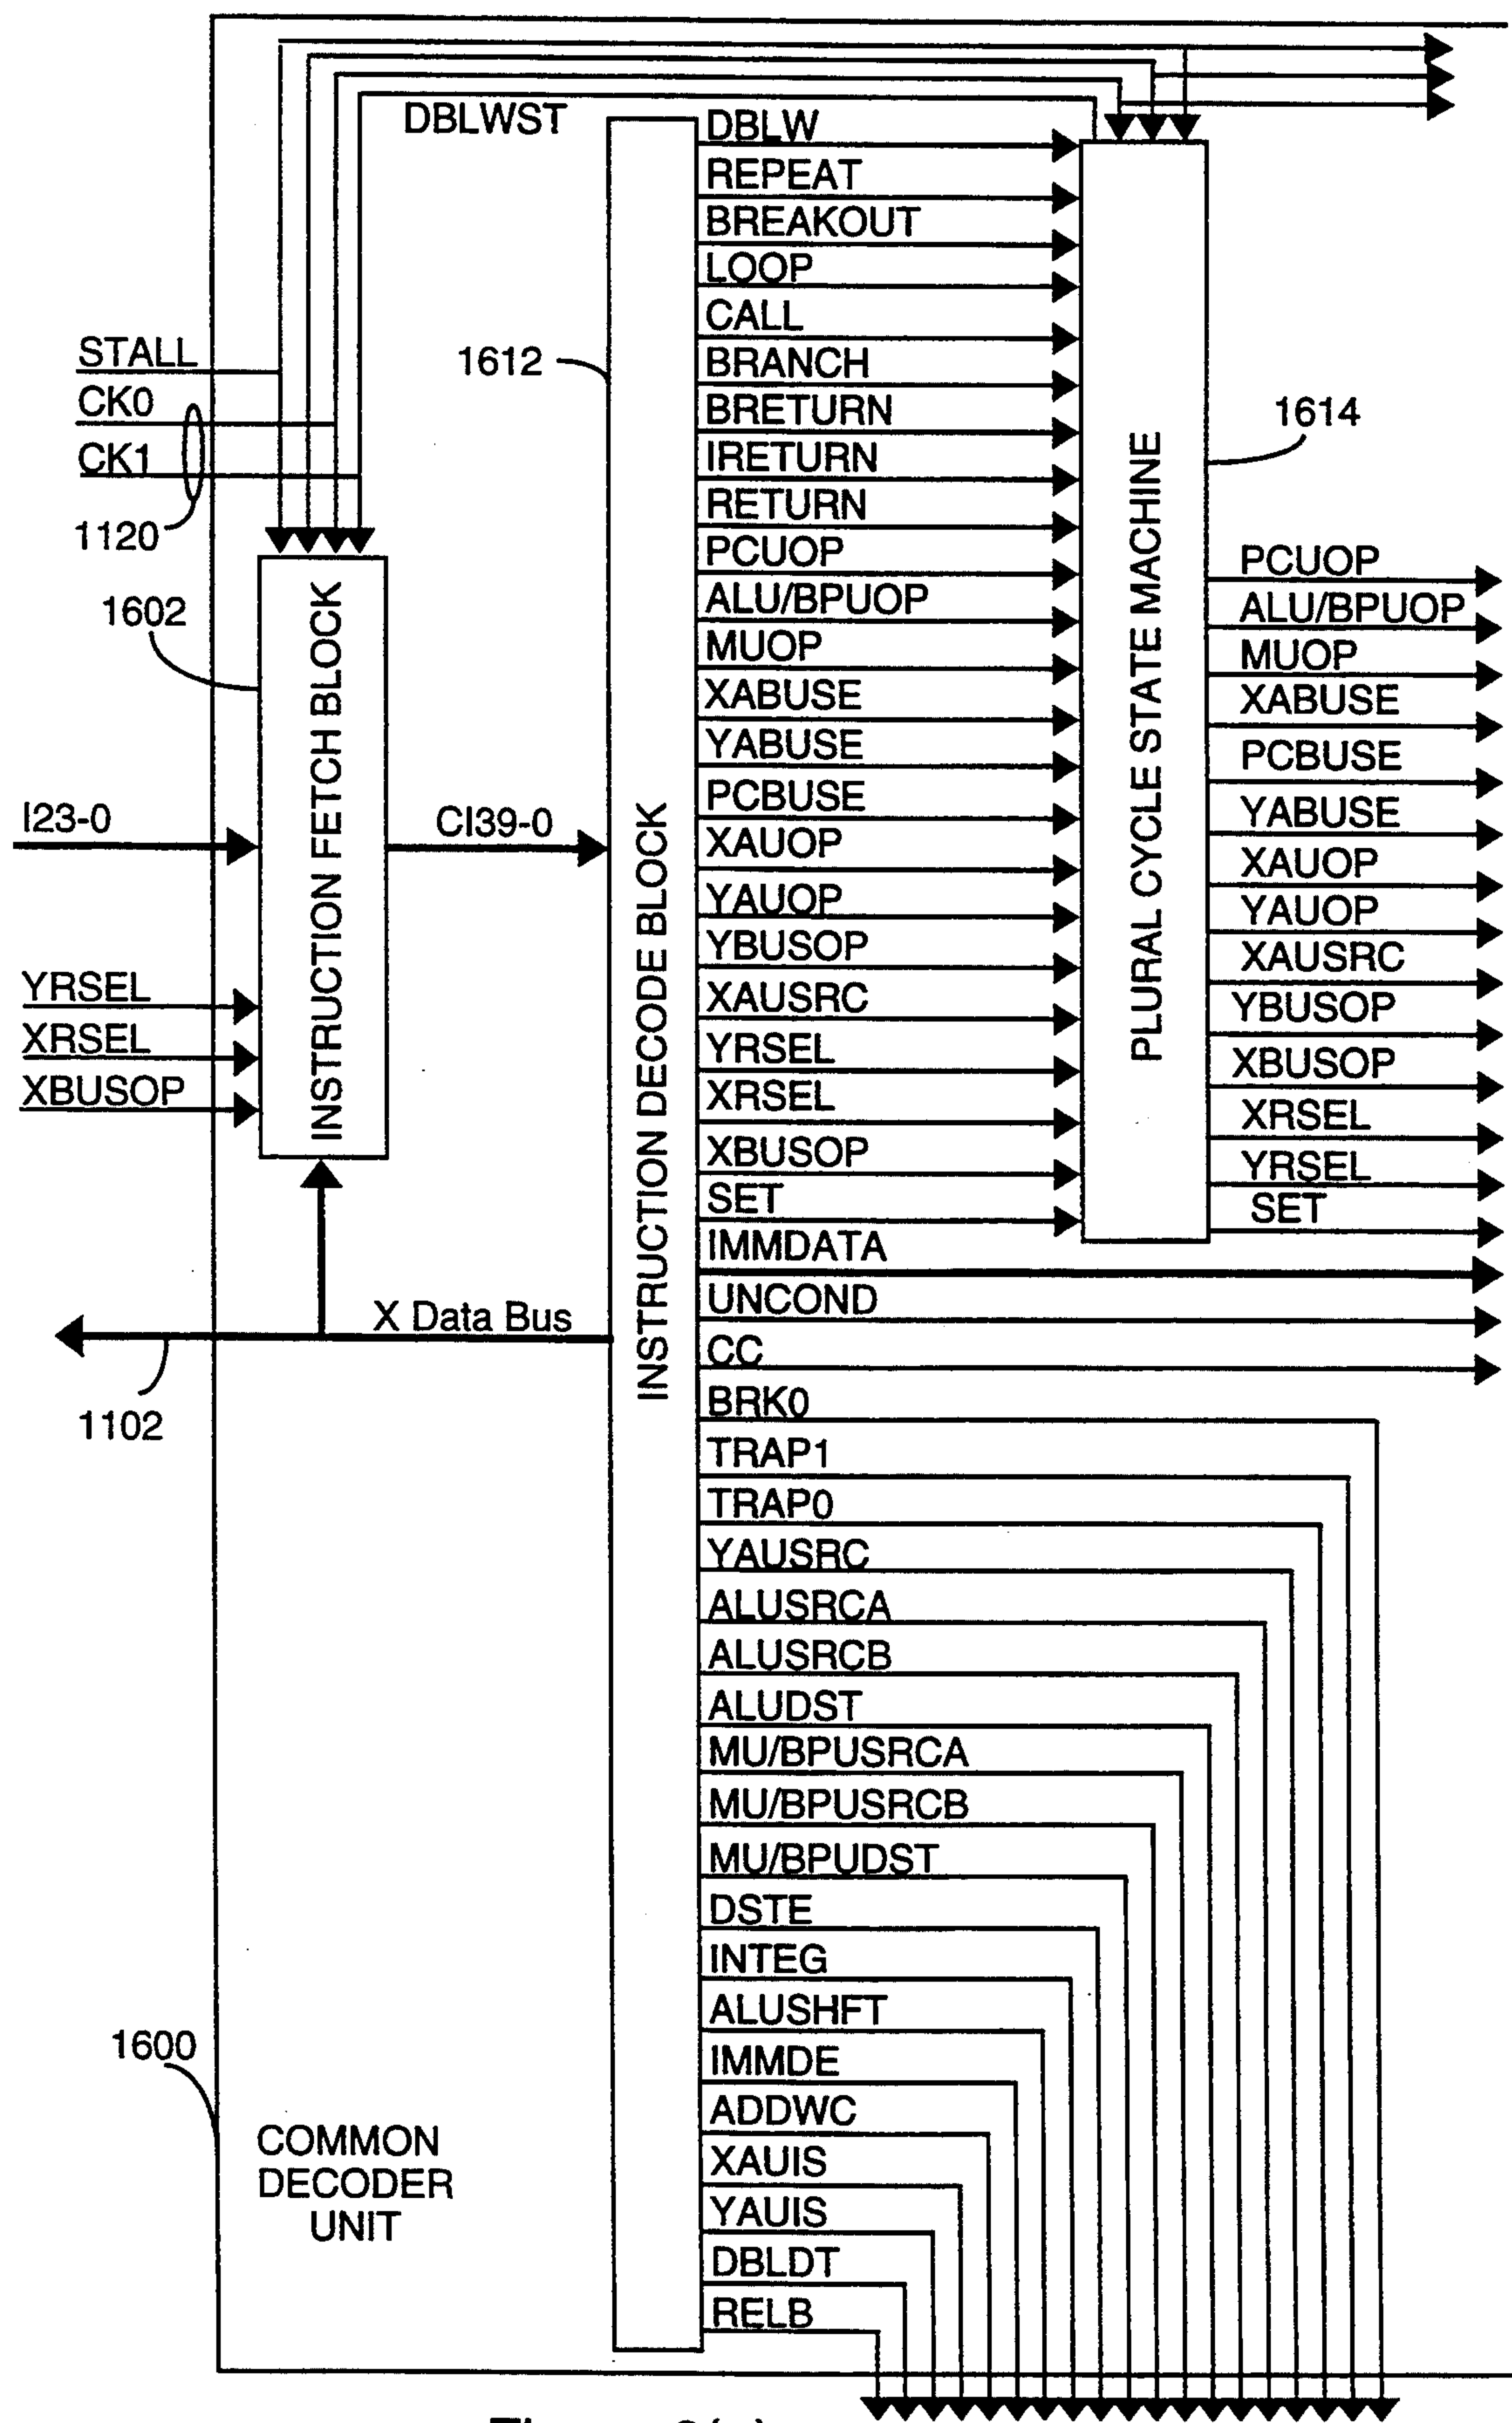 DBLWST
STALL
CK0
CK1
1120
1602
INSTRUCTION FETCH BLOCK
I23-0
CI39-0
YRSEL
XRSEL
XBUSOP
X Data Bus
1102
1600
COMMON
DECODER
UNIT
1612
INSTRUCTION DECODE BLOCK
DBLW
REPEAT
BREAKOUT
LOOP
CALL
BRANCH
BRETURN
IRETURN
RETURN
PCUOP
ALU/BPUOP
MUOP
XABUSE
YABUSE
PCBUSE
XAUOP
YAUOP
YBUSOP
XAUSRC
YRSEL
XRSEL
XBUSOP
SET
IMMDATA
UNCOND
CC
BRK0
TRAP1
TRAP0
YAUSRC
ALUSRCA
ALUSRCB
ALUDST
MU/BPUSRCA
MU/BPUSRCB
MU/BPUDST
DSTE
INTEG
ALUSHFT
IMMDE
ADDWC
XAUIS
YAUIS
DBLDT
RELB
PLURAL CYCLE STATE MACHINE
1614
PCUOP
ALU/BPUOP
MUOP
XABUSE
PCBUSE
YABUSE
XAUOP
YAUOP
XAUSRC
YBUSOP
XBUSOP
XRSEL
YRSEL
SET